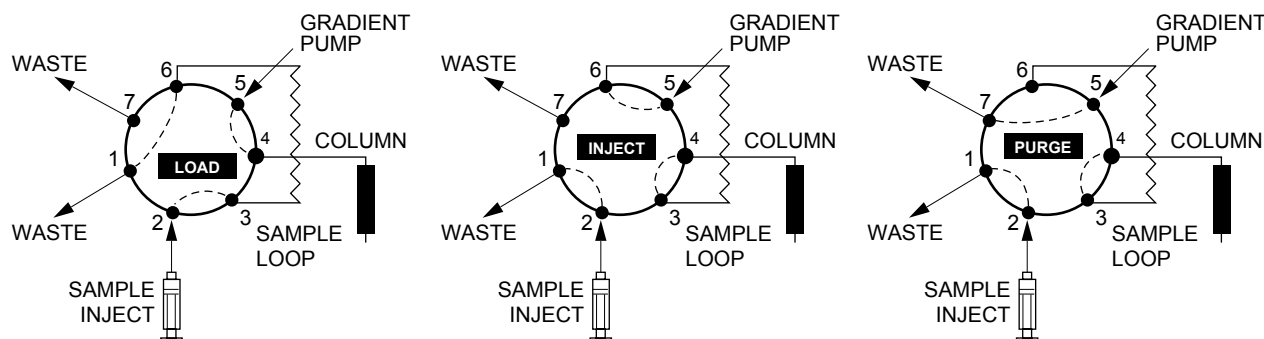 GRADIENT
PUMP
WASTE
6
5
7
4
COLUMN
LOAD
1
WASTE
2
3
SAMPLE
LOOP
SAMPLE
INJECT
GRADIENT
PUMP
WASTE
6
5
7
4
COLUMN
INJECT
1
WASTE
2
3
SAMPLE
LOOP
SAMPLE
INJECT
GRADIENT
PUMP
WASTE
6
5
7
4
COLUMN
PURGE
1
WASTE
2
3
SAMPLE
LOOP
SAMPLE
INJECT